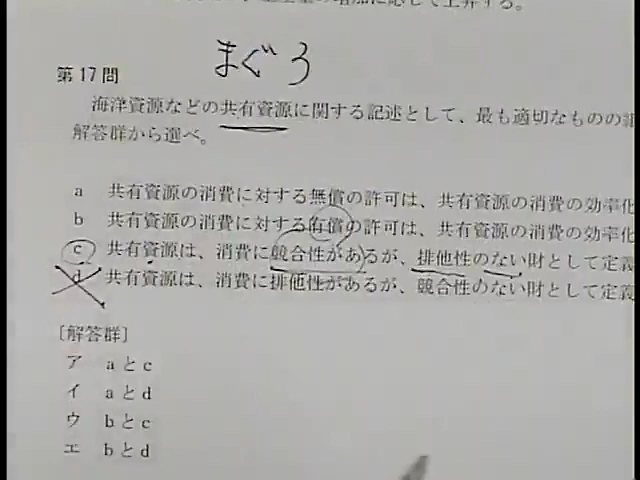 して上昇する。
まぐろ
第17問
海洋資源などの共有資源に関する記述として、最も適切なものの
解答群から選べ。
a 共有資源の消費に対する無償の許可は、共有資源の消費の効率化
b 共有資源の消費に対する有償の許可は、共有資源の消費の効率化
c 共有資源は、消費に競合性があるが、排他性のない財として定義
d 共有資源は、消費に排他性があるが、競合性のない財として定義
〔解答群〕
ア aとc
イ aとd
ウ bとc
エ bとd